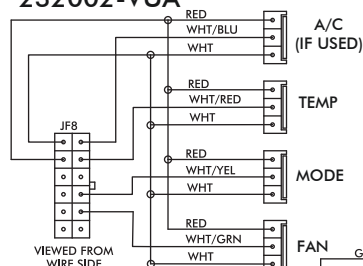 232002-VUA
RED
WHT/BLU
WHT
A/C
(IF USED)
RED
WHT/RED
WHT
TEMP
JF8
RED
WHT/YEL
WHT
MODE
RED
WHT/GRN
WHT
FAN
VIEWED FROM
WIRE SIDE
G